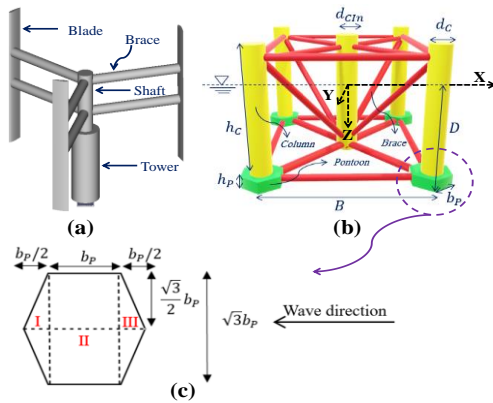 Blade
Brace
Shaft
Tower
(a)
d_{CIn}
d_C
X
Y
Z
h_C
D
Column
Brace
Pontoon
h_P
b_P
B
(b)
b_P/2
b_P
b_P/2
√3/2 b_P
√3b_P
I
II
III
Wave direction
(c)